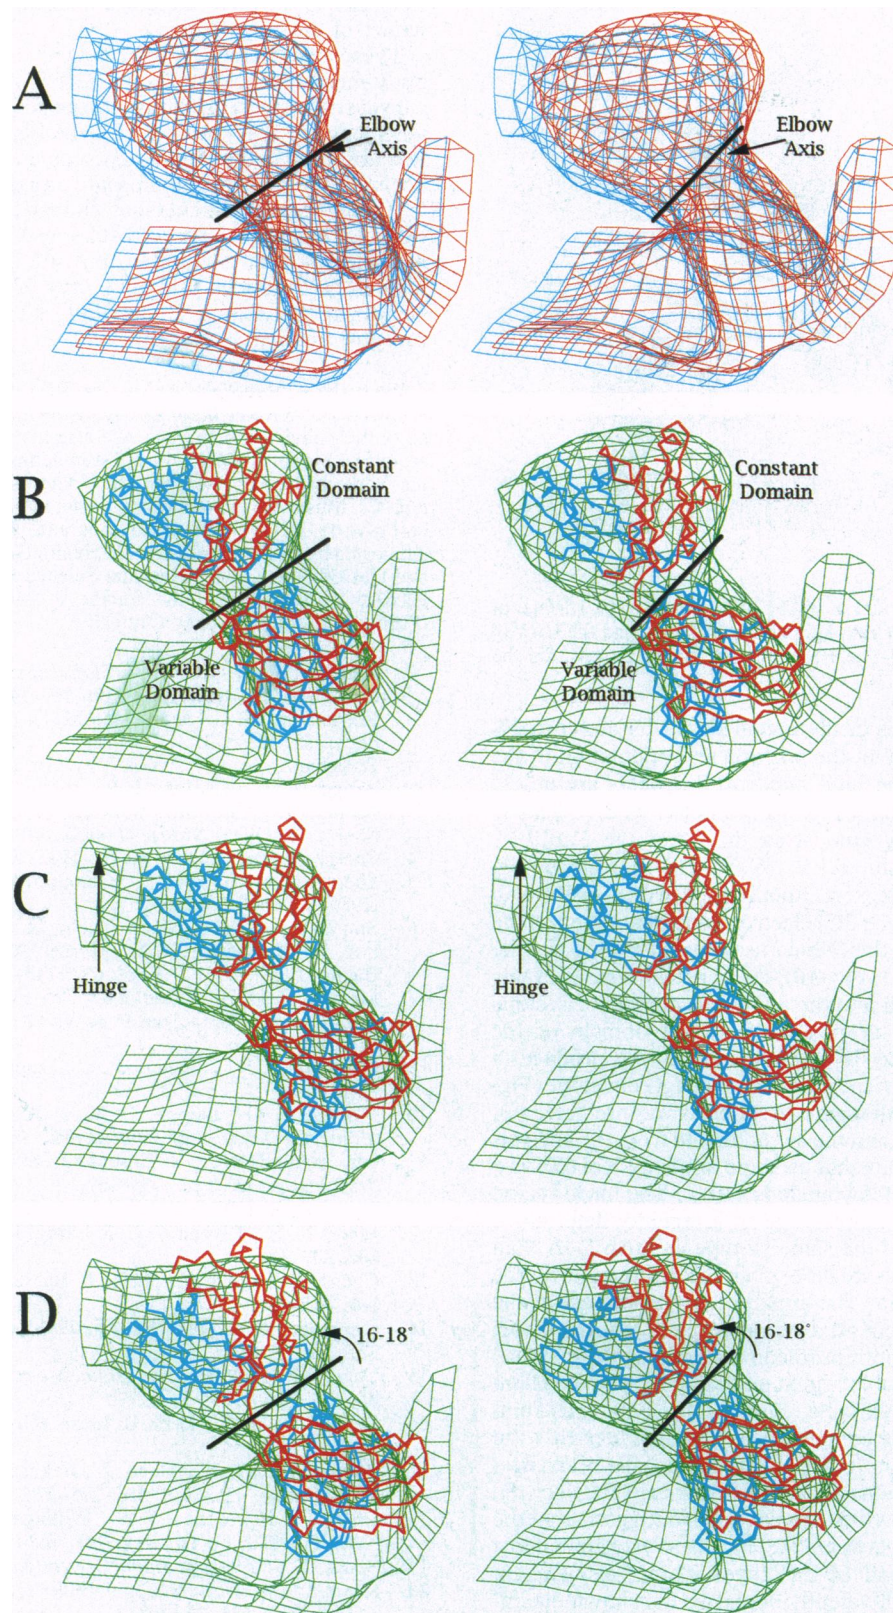 A
Elbow
Axis
Elbow
Axis
B
Constant
Domain
Variable
Domain
Constant
Domain
Variable
Domain
C
Hinge
Hinge
D
16-18°
16-18°